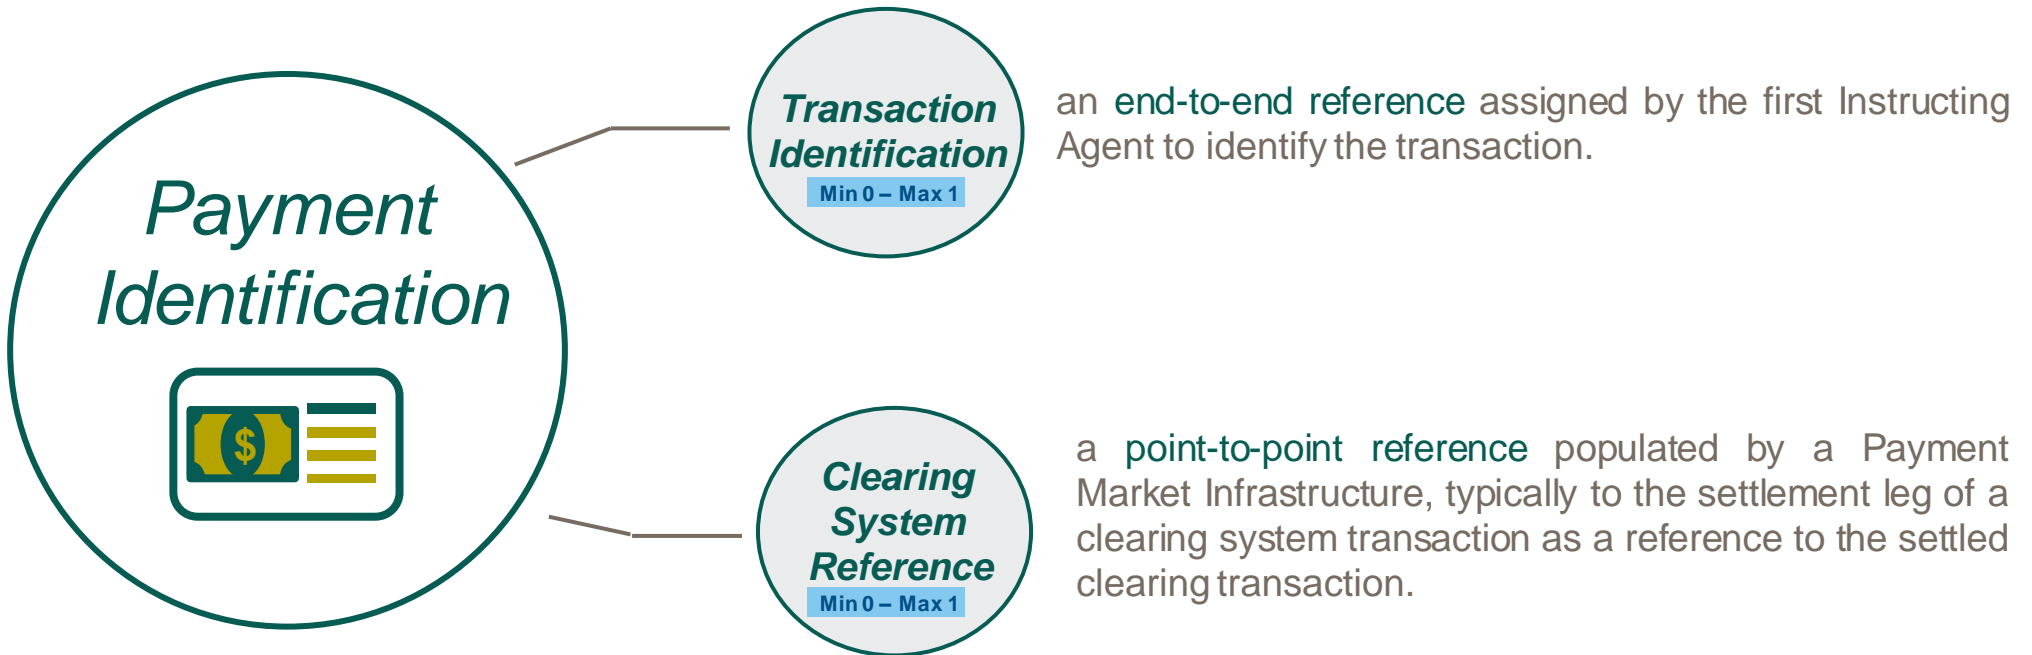 Payment
Identification
$
Transaction
Identification
Min 0 – Max 1
an end-to-end reference assigned by the first Instructing
Agent to identify the transaction.
Clearing
System
Reference
Min 0 – Max 1
a point-to-point reference populated by a Payment
Market Infrastructure, typically to the settlement leg of a
clearing system transaction as a reference to the settled
clearing transaction.